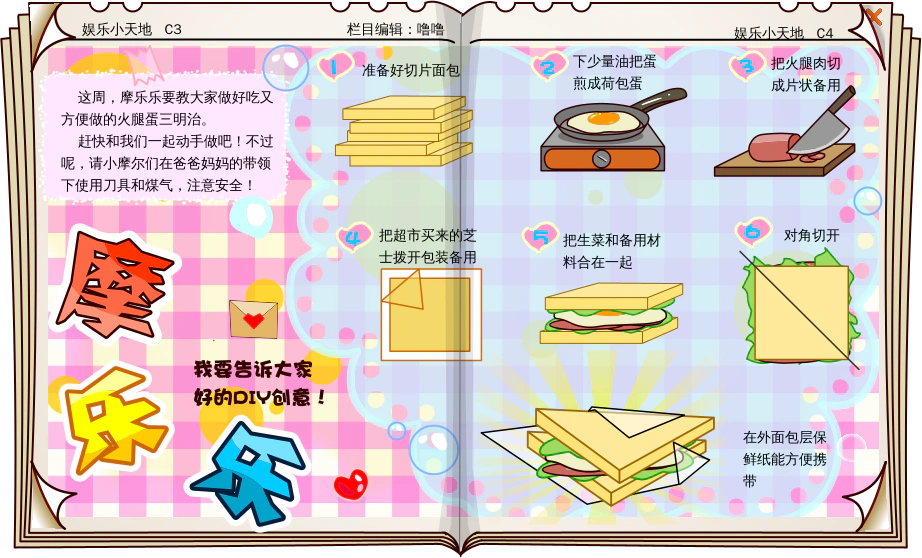 娱乐小天地 C3
栏目编辑：噜噜
娱乐小天地 C4
这周，摩乐乐要教大家做好吃又
方便做的火腿蛋三明治。
赶快和我们一起动手做吧！不过
呢，请小摩尔们在爸爸妈妈的带领
下使用刀具和煤气，注意安全！
摩
乐
乐
我要告诉大家
好的DIY创意！
1
准备好切片面包
2
下少量油把蛋
煎成荷包蛋
3
把火腿肉切
成片状备用
4
把超市买来的芝
士拨开包装备用
5
把生菜和备用材
料合在一起
6
对角切开
在外面包层保
鲜纸能方便携
带